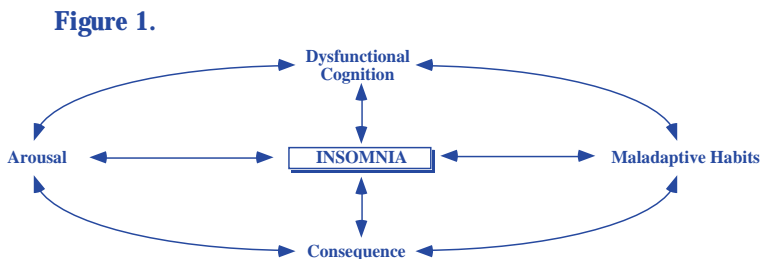 Figure 1.
Dysfunctional
Cognition
Arousal
INSOMNIA
Maladaptive Habits
Consequence